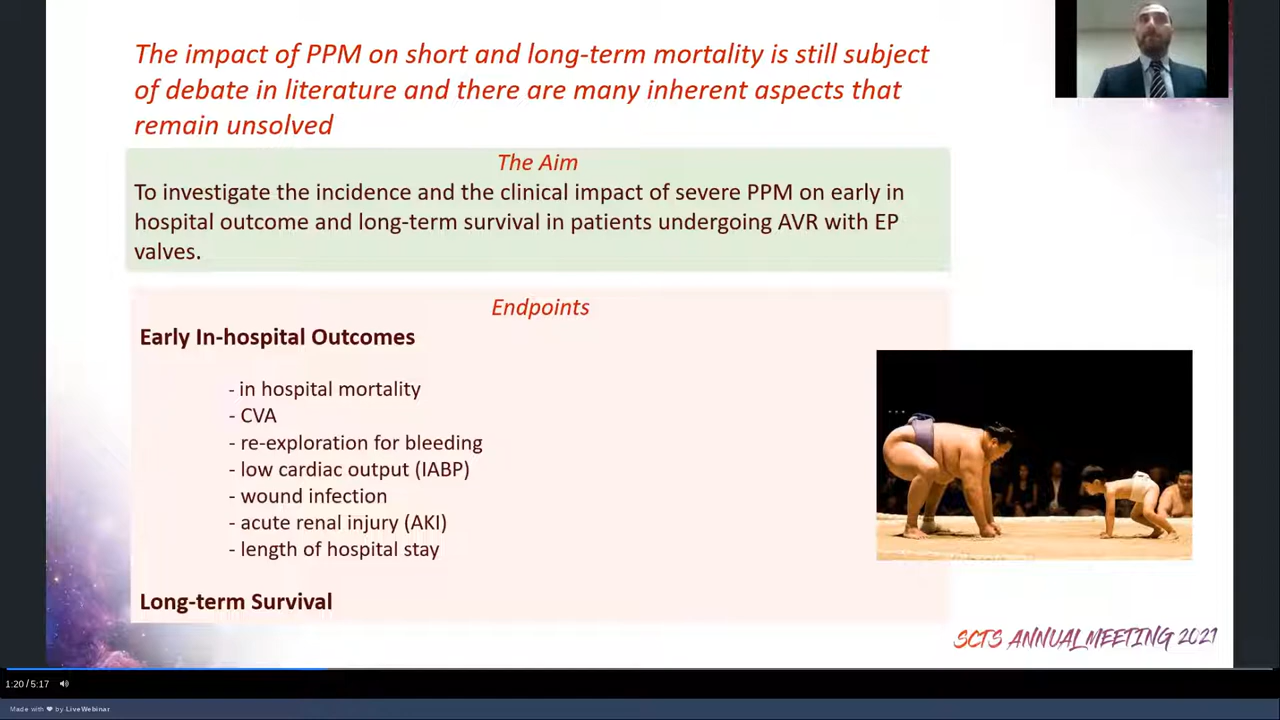 The impact of PPM on short and long-term mortality is still subject
of debate in literature and there are many inherent aspects that
remain unsolved
The Aim
To investigate the incidence and the clinical impact of severe PPM on early in
hospital outcome and long-term survival in patients undergoing AVR with EP
valves.
Endpoints
Early In-hospital Outcomes
- in hospital mortality
- CVA
- re-exploration for bleeding
- low cardiac output (IABP)
- wound infection
- acute renal injury (AKI)
- length of hospital stay
Long-term Survival
SCTS ANNUAL MEETING 2021
1:20 / 5:17
Made with ❤ by LiveWebinar